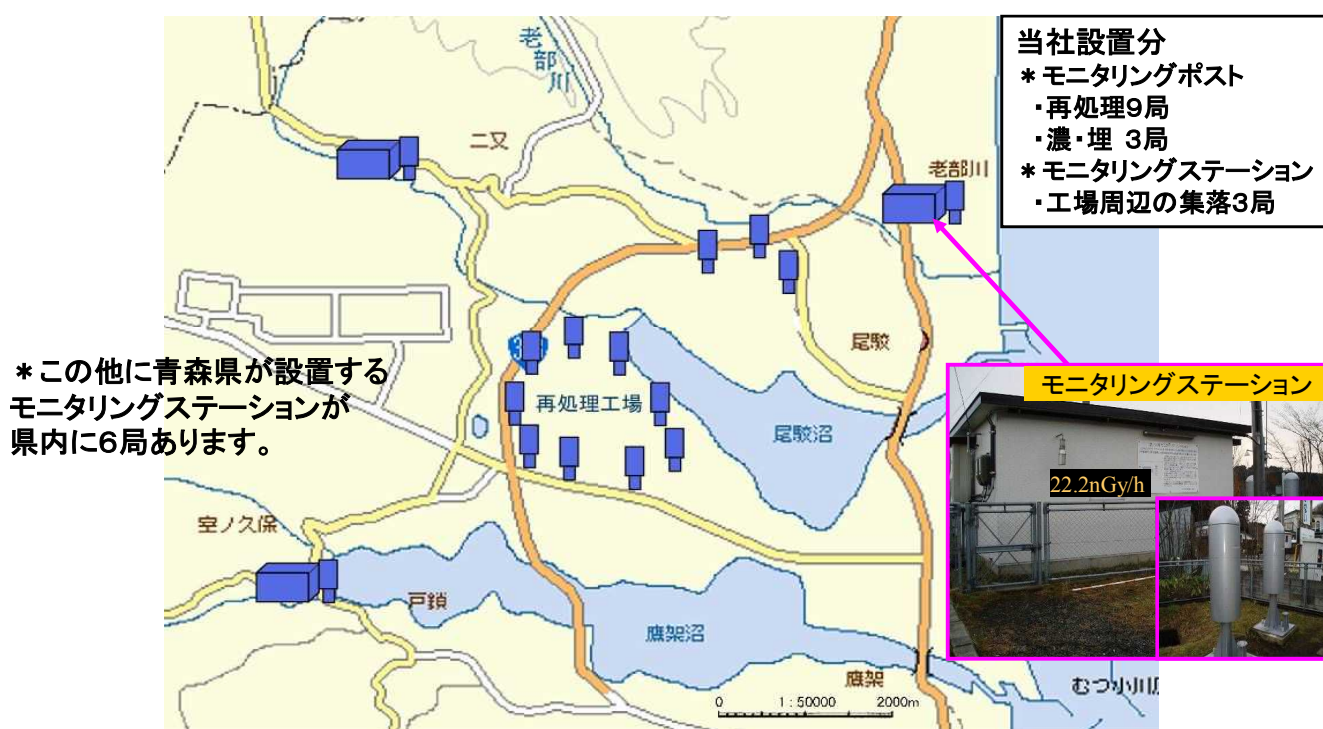 当社設置分
＊モニタリングポスト
・再処理９局
・濃・埋 ３局
＊モニタリングステーション
・工場周辺の集落３局
老部川
二又
老部川
尾駮
＊この他に青森県が設置する
モニタリングステーションが
県内に６局あります。
再処理工場
尾駮沼
モニタリングステーション
22.2nGy/h
室ノ久保
戸鎖
鷹架沼
鷹架
むつ小川原
0 1:50000 2000m